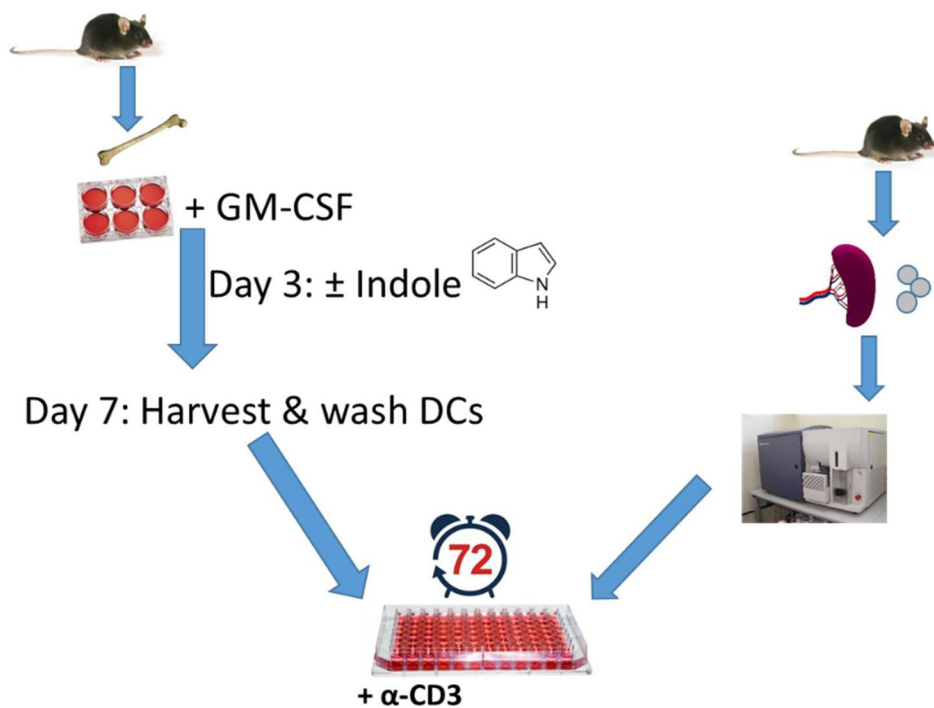 + GM-CSF
Day 3: ± Indole
N
H
Day 7: Harvest & wash DCs
72
+ α-CD3